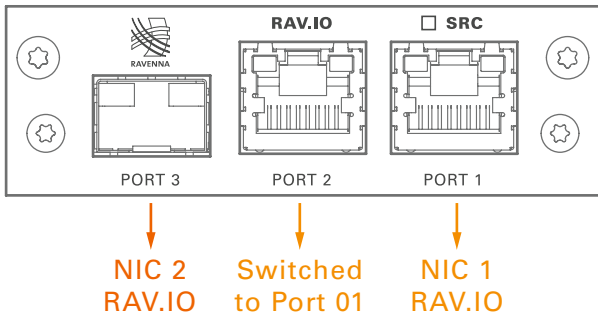 RAV.IO
SRC
RAVENNA
PORT 3
PORT 2
PORT 1
NIC 2
RAV.IO
Switched
to Port 01
NIC 1
RAV.IO